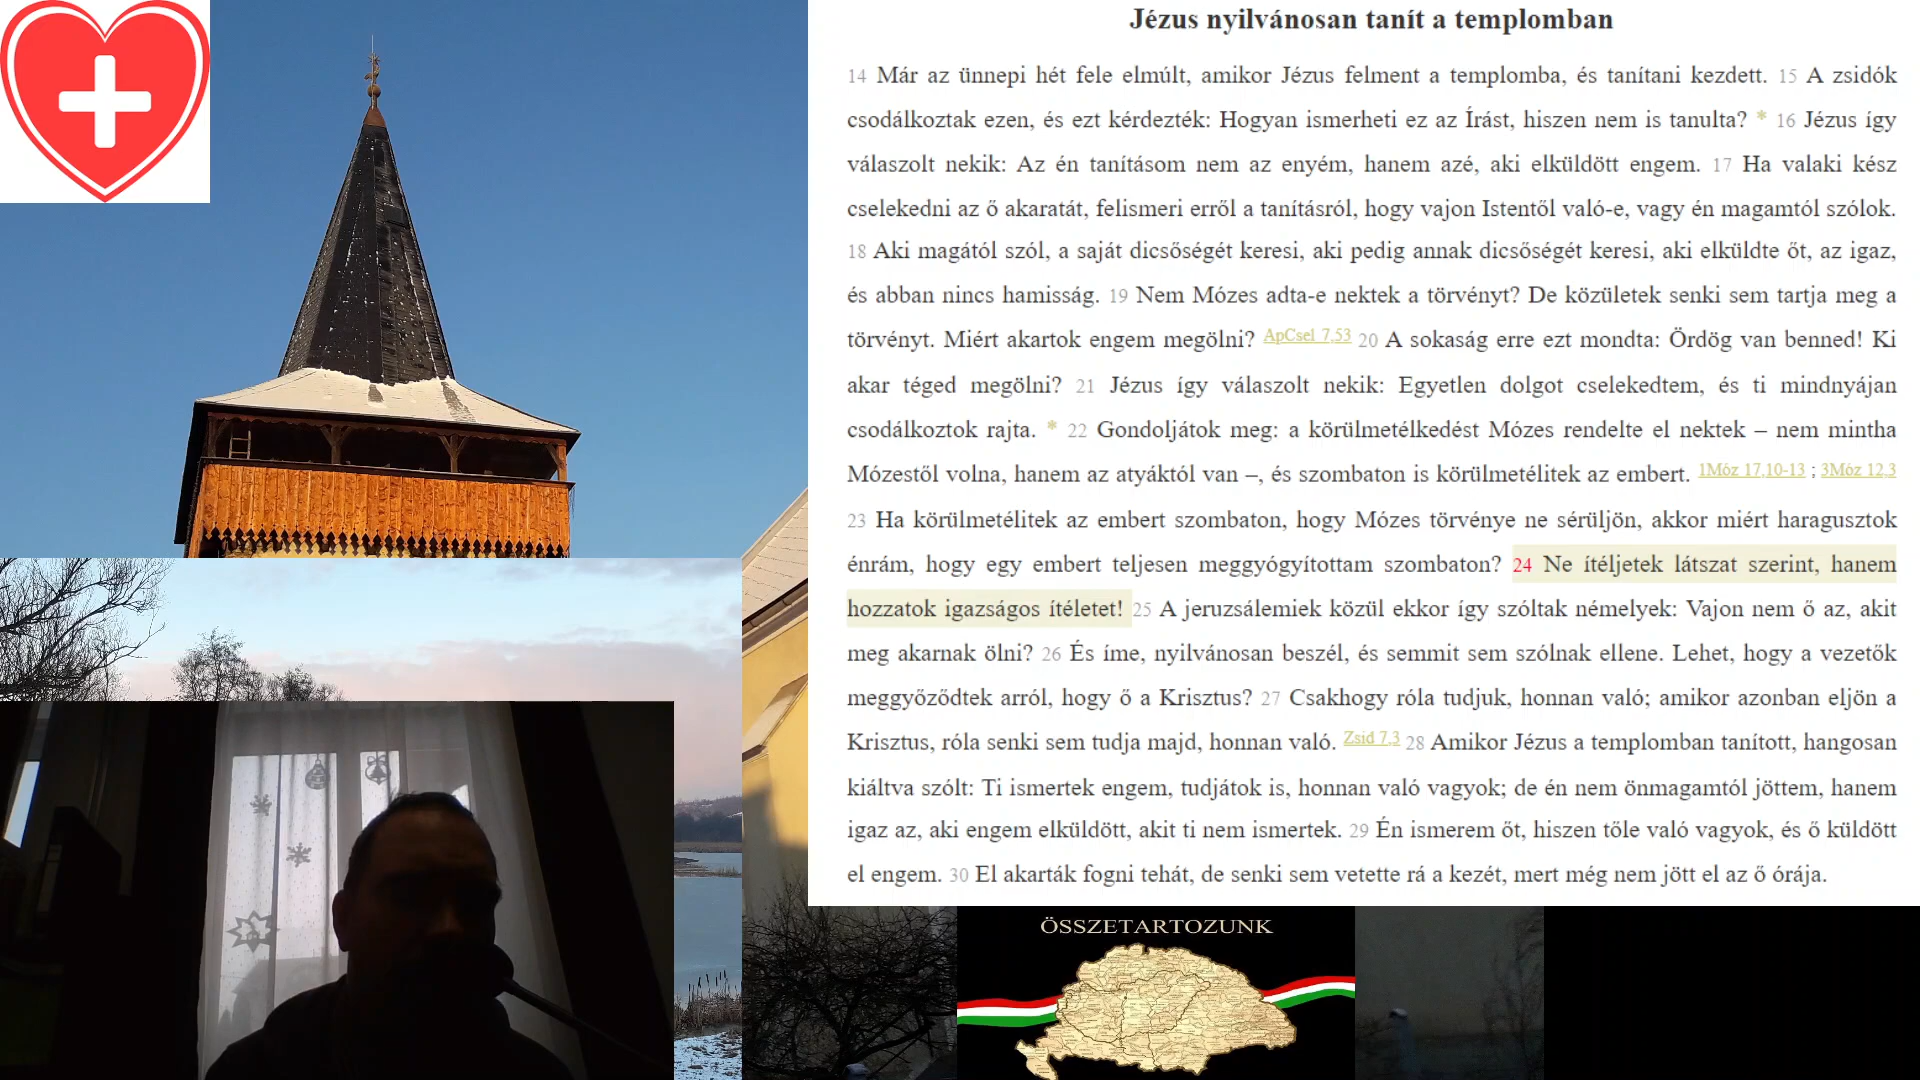 Jézus nyilvánosan tanít a templomban
14 Már az ünnepi hét fele elmúlt, amikor Jézus felment a templomba, és tanítani kezdett. 15 A zsidók
csodálkoztak ezen, és ezt kérdezték: Hogyan ismerheti ez az Írást, hiszen nem is tanulta? * 16 Jézus így
válaszolt nekik: Az én tanításom nem az enyém, hanem azé, aki elküldött engem. 17 Ha valaki kész
cselekedni az ő akaratát, felismeri erről a tanításról, hogy vajon Istentől való-e, vagy én magamtól szólok.
18 Aki magától szól, a saját dicsőségét keresi, aki pedig annak dicsőségét keresi, aki elküldte őt, az igaz,
és abban nincs hamisság. 19 Nem Mózes adta-e nektek a törvényt? De közületek senki sem tartja meg a
törvényt. Miért akartok engem megölni? ApCsel 7,53 20 A sokaság erre ezt mondta: Ördög van benned! Ki
akar téged megölni? 21 Jézus így válaszolt nekik: Egyetlen dolgot cselekedtem, és ti mindnyájan
csodálkoztok rajta. * 22 Gondoljátok meg: a körülmetélkedést Mózes rendelte el nektek – nem mintha
Mózestől volna, hanem az atyáktól van –, és szombaton is körülmetélitek az embert. 1Móz 17,10-13 ; 3Móz 12,3
23 Ha körülmetélitek az embert szombaton, hogy Mózes törvénye ne sérüljön, akkor miért haragusztok
énrám, hogy egy embert teljesen meggyógyítottam szombaton? 24 Ne ítéljetek látszat szerint, hanem
hozzatok igazságos ítéletet! 25 A jeruzsálemiek közül ekkor így szóltak némelyek: Vajon nem ő az, akit
meg akarnak ölni? 26 És íme, nyilvánosan beszél, és semmit sem szólnak ellene. Lehet, hogy a vezetők
meggyőződtek arról, hogy ő a Krisztus? 27 Csakhogy róla tudjuk, honnan való; amikor azonban eljön a
Krisztus, róla senki sem tudja majd, honnan való. Zsid 7,3 28 Amikor Jézus a templomban tanított, hangosan
kiáltva szólt: Ti ismertek engem, tudjátok is, honnan való vagyok; de én nem önmagamtól jöttem, hanem
igaz az, aki engem elküldött, akit ti nem ismertek. 29 Én ismerem őt, hiszen tőle való vagyok, és ő küldött
el engem. 30 El akarták fogni tehát, de senki sem vetette rá a kezét, mert még nem jött el az ő órája.
ÖSSZETARTOZUNK